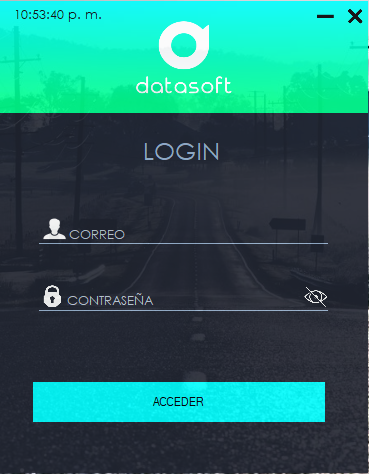 10:53:40 p. m.
datasoft
LOGIN
CORREO
CONTRASEÑA
ACCEDER